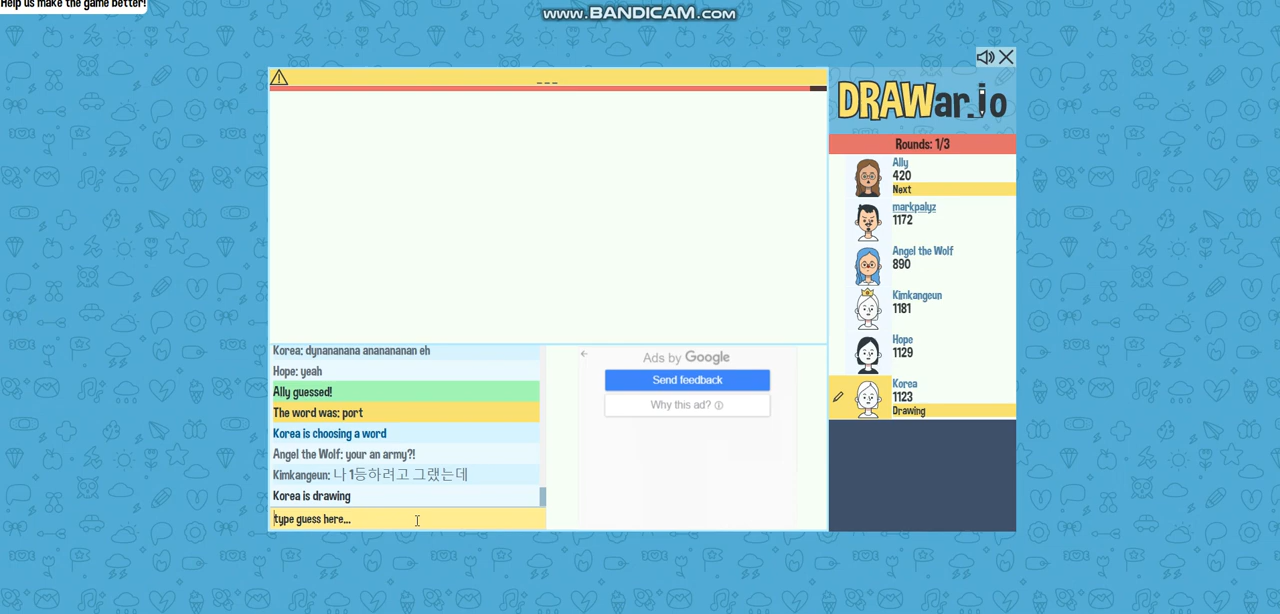 Help us make the game better!
www.BANDICAM.com
_ _ _
DRAWar.io
Rounds: 1/3
Ally
420
Next
markpalyz
1172
Angel the Wolf
890
Kimkangeun
1181
Hope
1129
Korea
1123
Drawing
Korea: dynananana ananananan eh
Hope: yeah
Ally guessed!
The word was: port
Korea is choosing a word
Angel the Wolf: your an army?!
Kimkangeun: 나 1등하려고 그랬는데
Korea is drawing
type guess here...
Ads by Google
Send feedback
Why this ad?